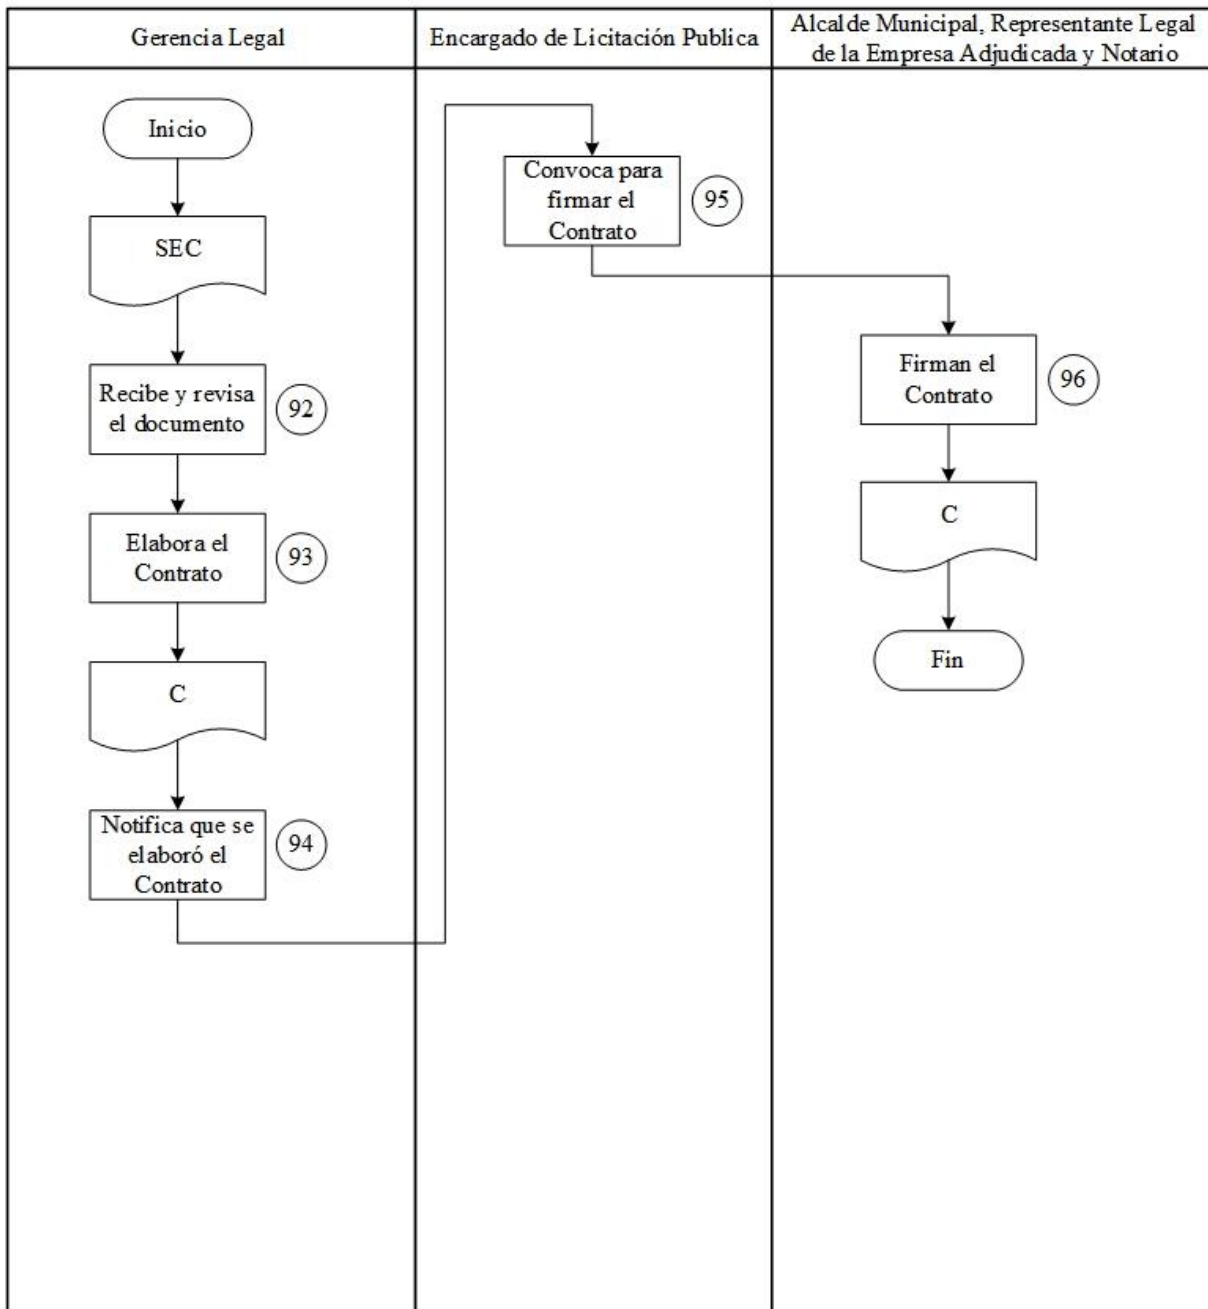 Gerencia Legal
Encargado de Licitación Publica
Alcalde Municipal, Representante Legal
de la Empresa Adjudicada y Notario
Inicio
SEC
Recibe y revisa
el documento
92
Elabora el
Contrato
93
C
Notifica que se
elaboró el
Contrato
94
Convoca para
firmar el
Contrato
95
Firman el
Contrato
96
C
Fin